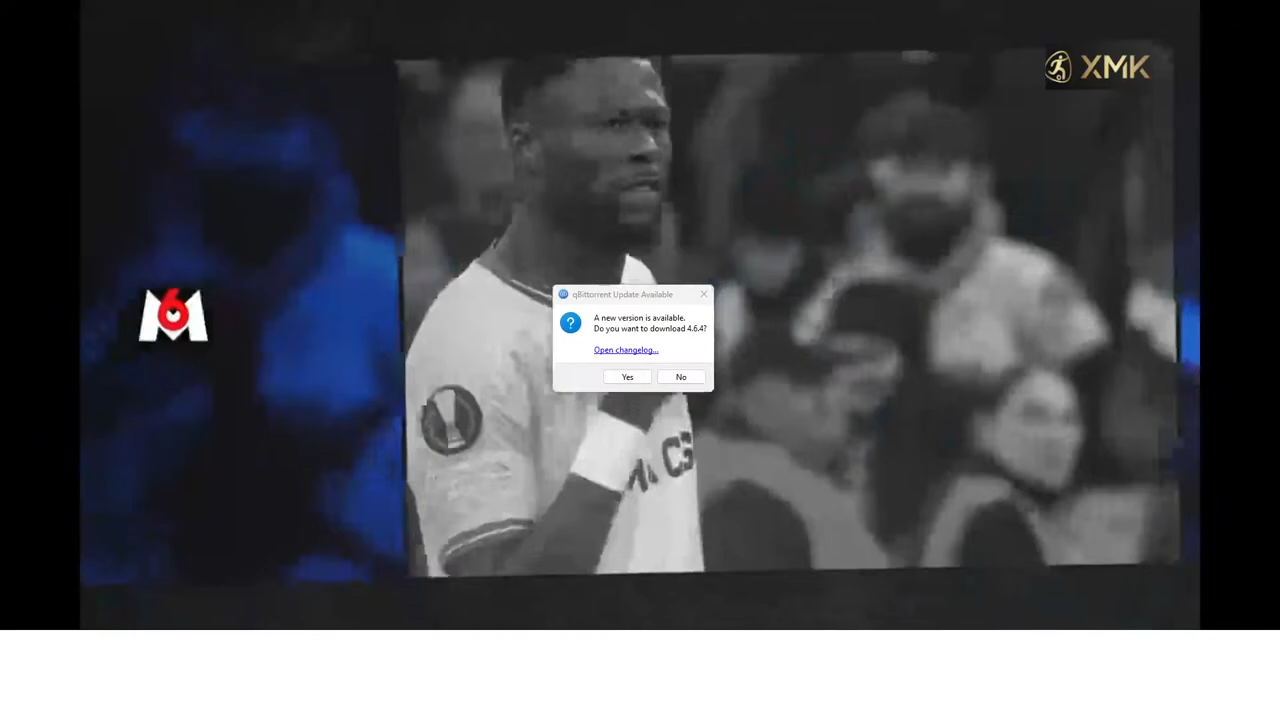 XMK
M6
qBittorrent Update Available
A new version is available.
Do you want to download 4.6.4?
Open changelog...
Yes
No